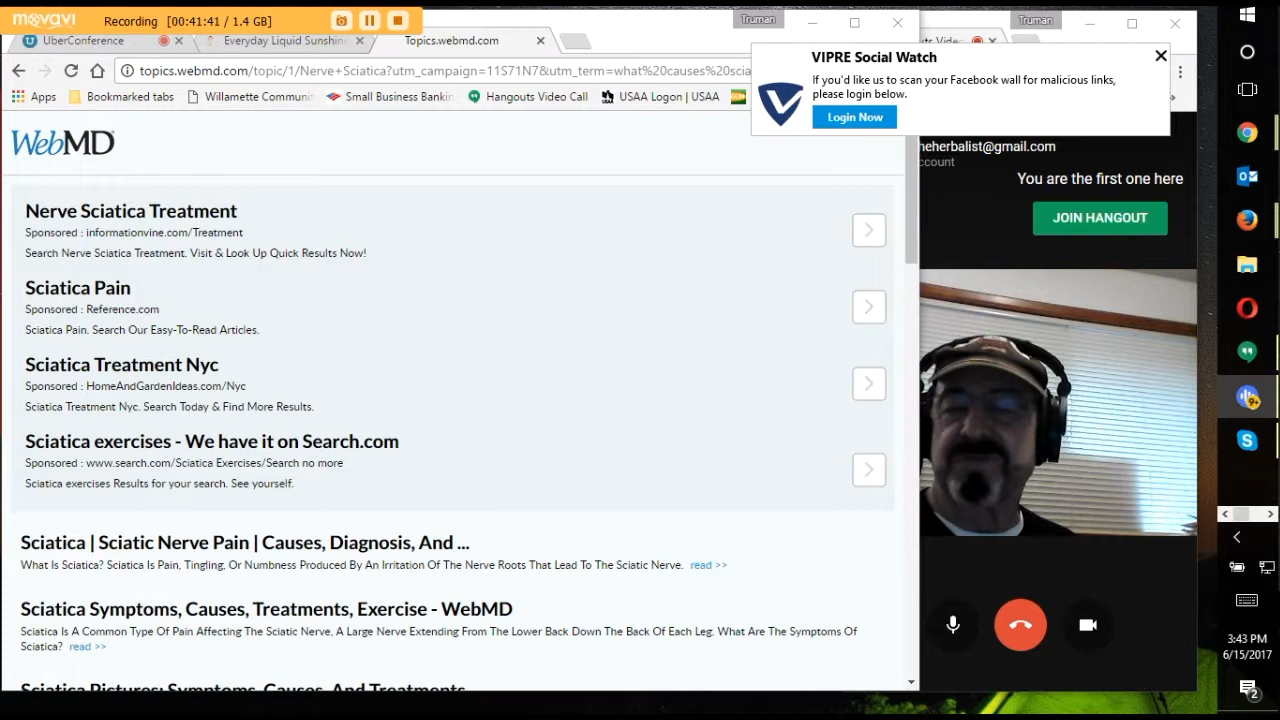 movavi
Recording [00:41:41 / 1.4 GB]
Truman
Truman
UberConference
Everyday Liquid Sunshin
Topics.webmd.com
topics.webmd.com/topic/1/Nerve+Sciatica?utm_campaign=11S1N7&utm_term=what%20causes%20scia
Apps
Bookmarked tabs
Willamette Communi
Small Business Bankin
Hangouts Video Call
USAA Logon | USAA
VIPRE Social Watch
If you'd like us to scan your Facebook wall for malicious links,
please login below.
Login Now
WebMD
heherbalist@gmail.com
ccount
You are the first one here
JOIN HANGOUT
Nerve Sciatica Treatment
Sponsored : informationvine.com/Treatment
Search Nerve Sciatica Treatment. Visit & Look Up Quick Results Now!
Sciatica Pain
Sponsored : Reference.com
Sciatica Pain. Search Our Easy-To-Read Articles.
Sciatica Treatment Nyc
Sponsored : HomeAndGardenIdeas.com/Nyc
Sciatica Treatment Nyc. Search Today & Find More Results.
Sciatica exercises - We have it on Search.com
Sponsored : www.search.com/Sciatica Exercises/Search no more
Sciatica exercises Results for your search. See yourself.
Sciatica | Sciatic Nerve Pain | Causes, Diagnosis, And ...
What Is Sciatica? Sciatica Is Pain, Tingling, Or Numbness Produced By An Irritation Of The Nerve Roots That Lead To The Sciatic Nerve. read >>
Sciatica Symptoms, Causes, Treatments, Exercise - WebMD
Sciatica Is A Common Type Of Pain Affecting The Sciatic Nerve, A Large Nerve Extending From The Lower Back Down The Back Of Each Leg. What Are The Symptoms Of
Sciatica? read >>
Sciatica Pictures: Symptoms, Causes, And Treatments
9+
3:43 PM
6/15/2017
2